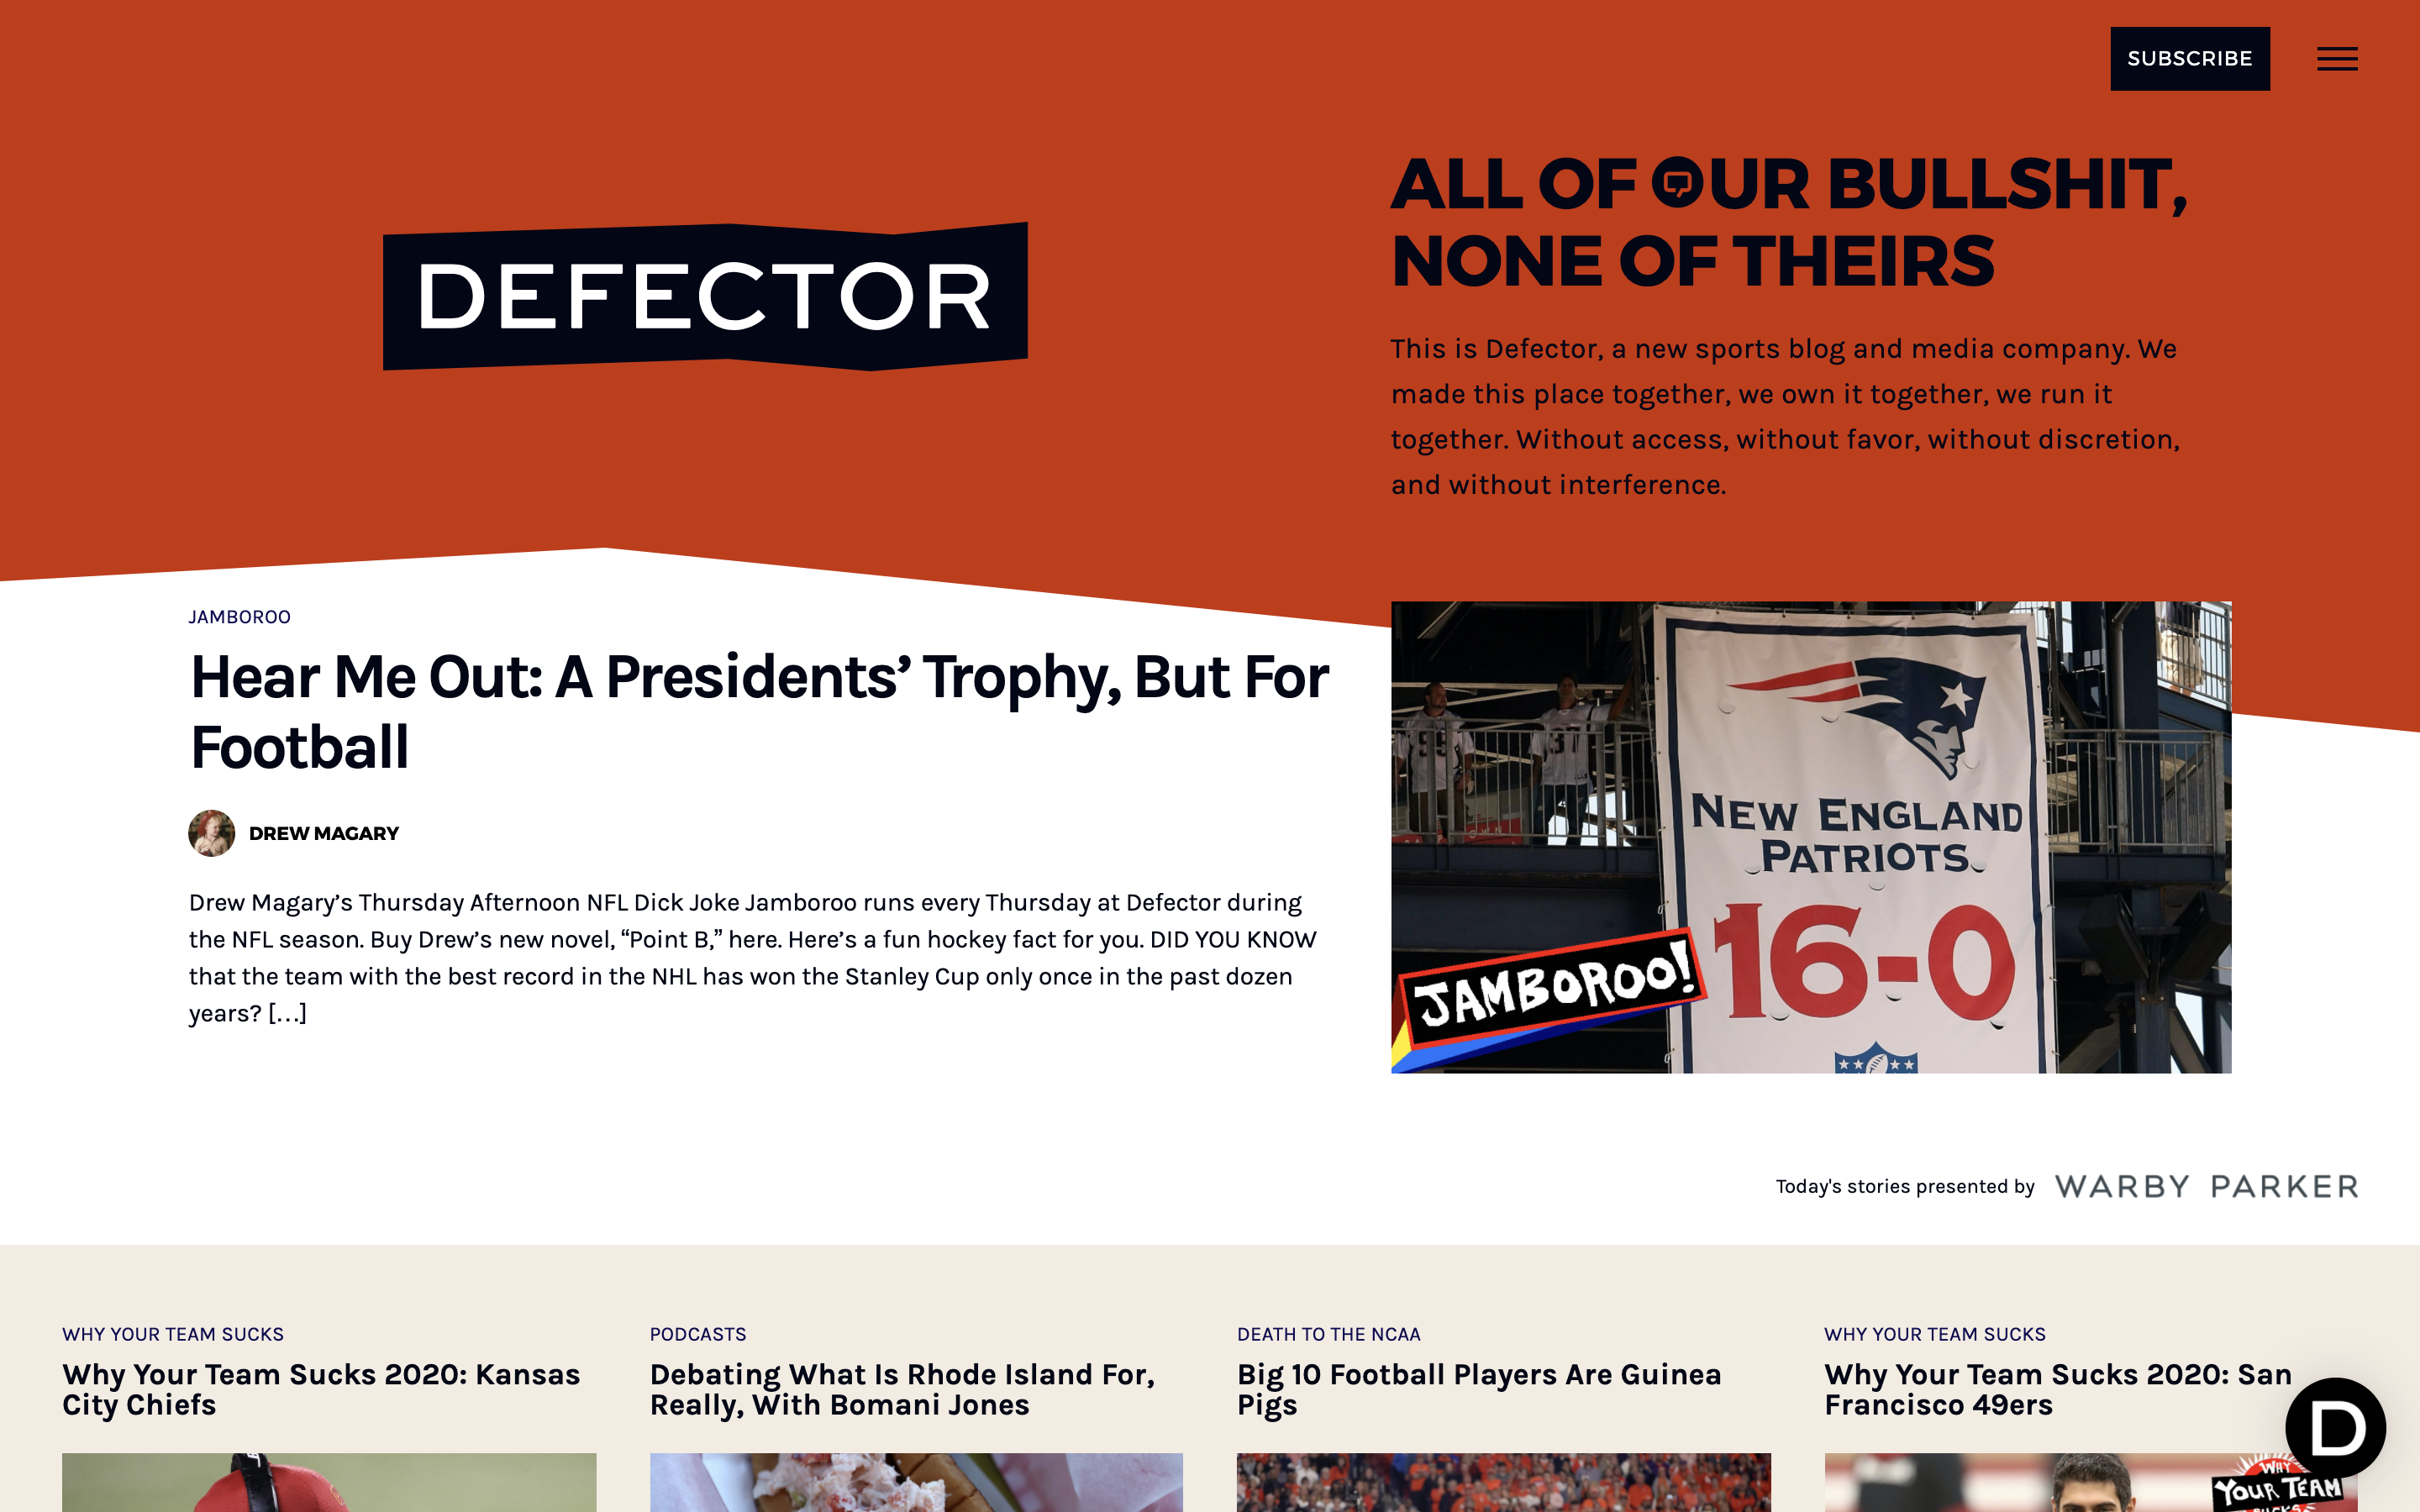 SUBSCRIBE
DEFECTOR
ALL OF OUR BULLSHIT,
NONE OF THEIRS
This is Defector, a new sports blog and media company. We
made this place together, we own it together, we run it
together. Without access, without favor, without discretion,
and without interference.
JAMBOROO
Hear Me Out: A Presidents’ Trophy, But For
Football
DREW MAGARY
Drew Magary’s Thursday Afternoon NFL Dick Joke Jamboroo runs every Thursday at Defector during
the NFL season. Buy Drew’s new novel, “Point B,” here. Here’s a fun hockey fact for you. DID YOU KNOW
that the team with the best record in the NHL has won the Stanley Cup only once in the past dozen
years? […]
NEW ENGLAND
PATRIOTS
16-0
JAMBOROO!
Today's stories presented by WARBY PARKER
WHY YOUR TEAM SUCKS
Why Your Team Sucks 2020: Kansas
City Chiefs
PODCASTS
Debating What Is Rhode Island For,
Really, With Bomani Jones
DEATH TO THE NCAA
Big 10 Football Players Are Guinea
Pigs
WHY YOUR TEAM SUCKS
Why Your Team Sucks 2020: San
Francisco 49ers
D
WHY
YOUR TEAM